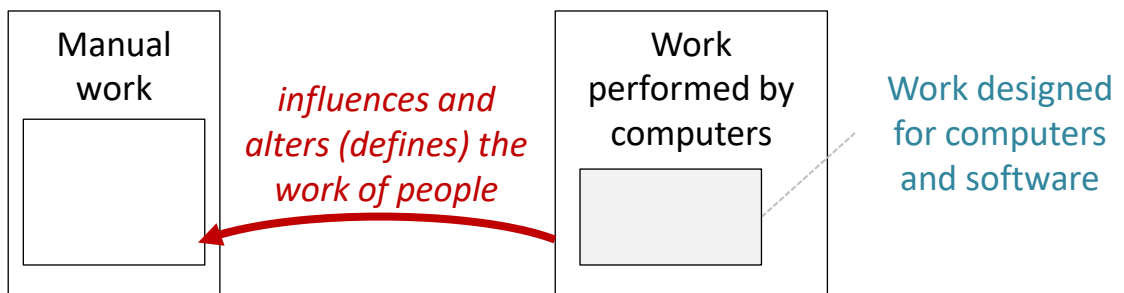 Manual
work
influences and
alters (defines) the
work of people
Work
performed by
computers
Work designed
for computers
and software